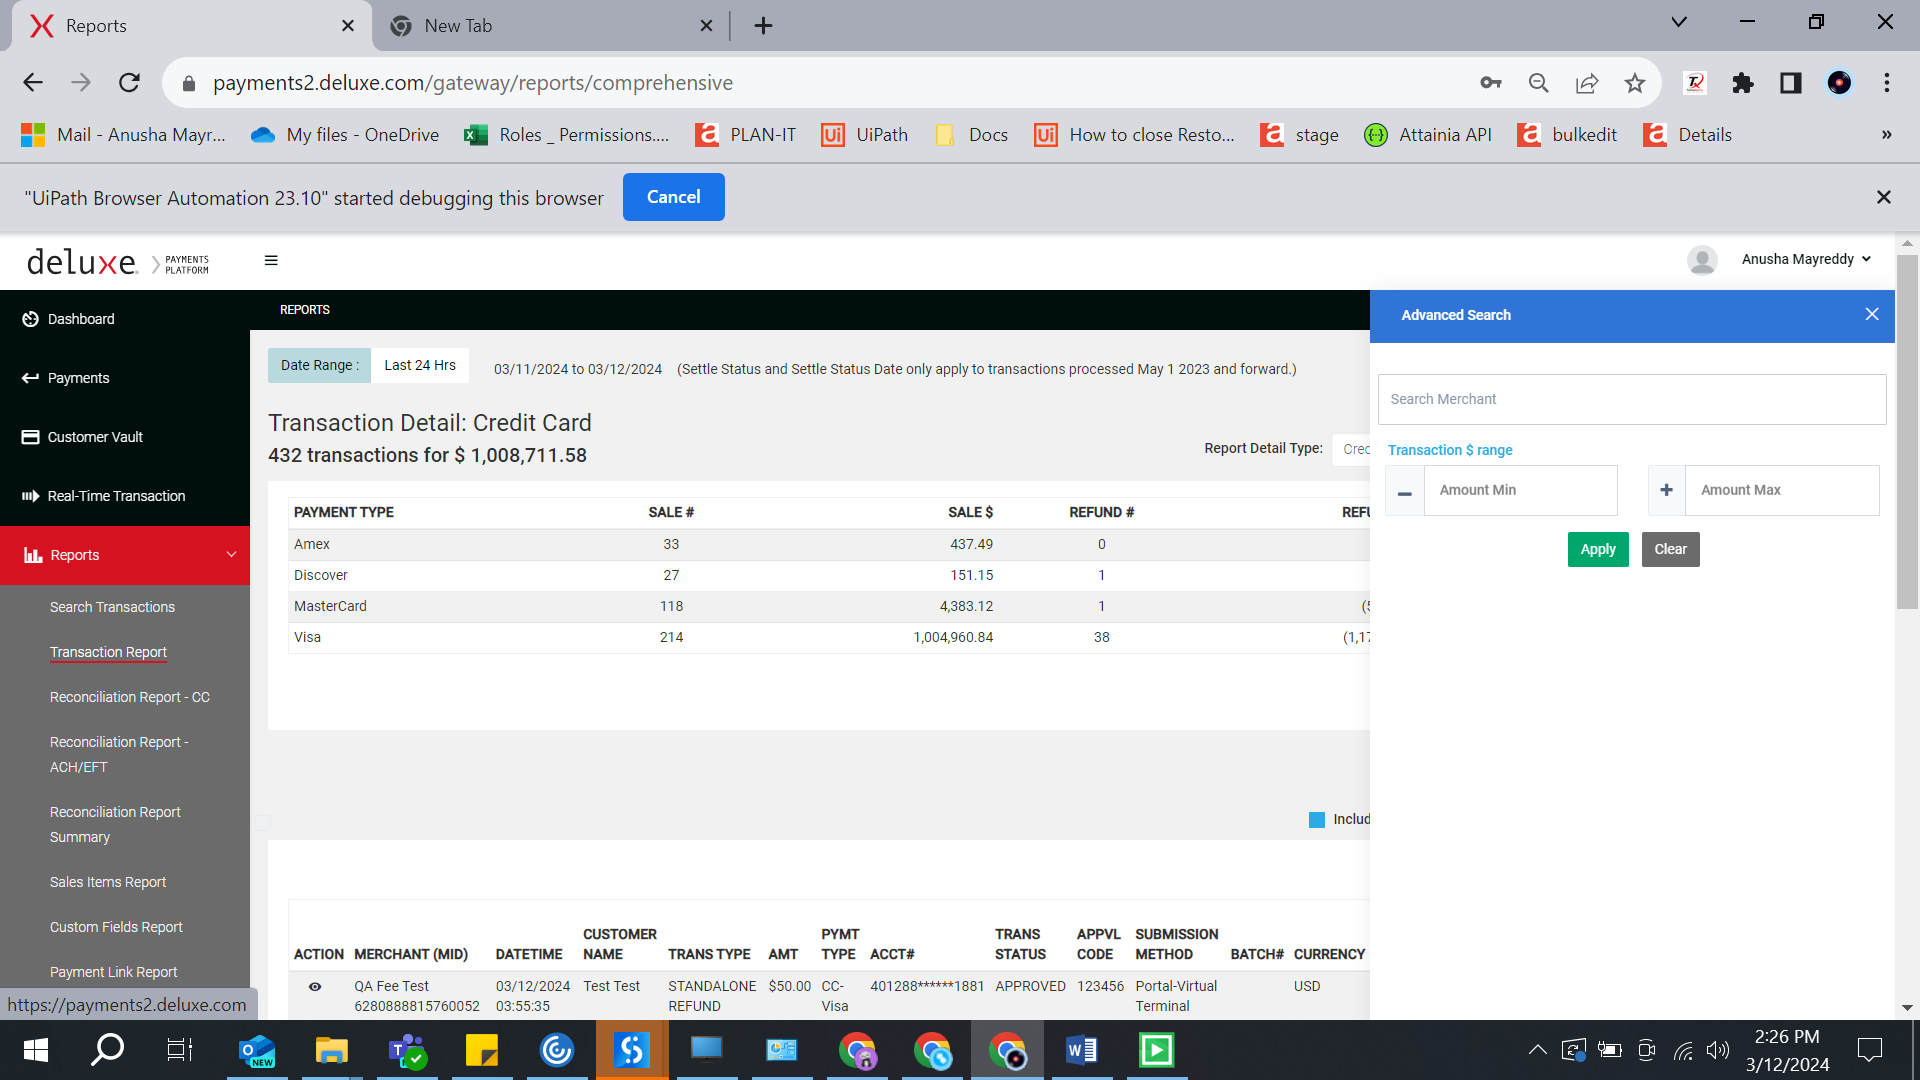 Reports
New Tab
payments2.deluxe.com/gateway/reports/comprehensive
Mail - Anusha Mayr...
My files - OneDrive
Roles _ Permissions....
PLAN-IT
UiPath
Docs
How to close Resto...
stage
Attainia API
bulkedit
Details
»
"UiPath Browser Automation 23.10" started debugging this browser
Cancel
deluxe. PAYMENTS PLATFORM
Anusha Mayreddy
Dashboard
Payments
Customer Vault
Real-Time Transaction
Reports
Search Transactions
Transaction Report
Reconciliation Report - CC
Reconciliation Report -
ACH/EFT
Reconciliation Report
Summary
Sales Items Report
Custom Fields Report
Payment Link Report
https://payments2.deluxe.com
REPORTS
Date Range :
Last 24 Hrs
03/11/2024 to 03/12/2024
(Settle Status and Settle Status Date only apply to transactions processed May 1 2023 and forward.)
Transaction Detail: Credit Card
432 transactions for $ 1,008,711.58
Report Detail Type:
Cred
PAYMENT TYPE SALE # SALE $ REFUND # REFU
Amex 33 437.49 0
Discover 27 151.15 1
MasterCard 118 4,383.12 1 (5
Visa 214 1,004,960.84 38 (1,17
Includ
ACTION MERCHANT (MID) DATETIME CUSTOMER NAME TRANS TYPE AMT PYMT TYPE ACCT# TRANS STATUS APPVL CODE SUBMISSION METHOD BATCH# CURRENCY
QA Fee Test 03/12/2024 Test Test STANDALONE $50.00 CC- 401288******1881 APPROVED 123456 Portal-Virtual USD
6280888815760052 03:55:35 REFUND Visa Terminal
Advanced Search
Search Merchant
Transaction $ range
Amount Min
Amount Max
Apply
Clear
NEW
2:26 PM
3/12/2024